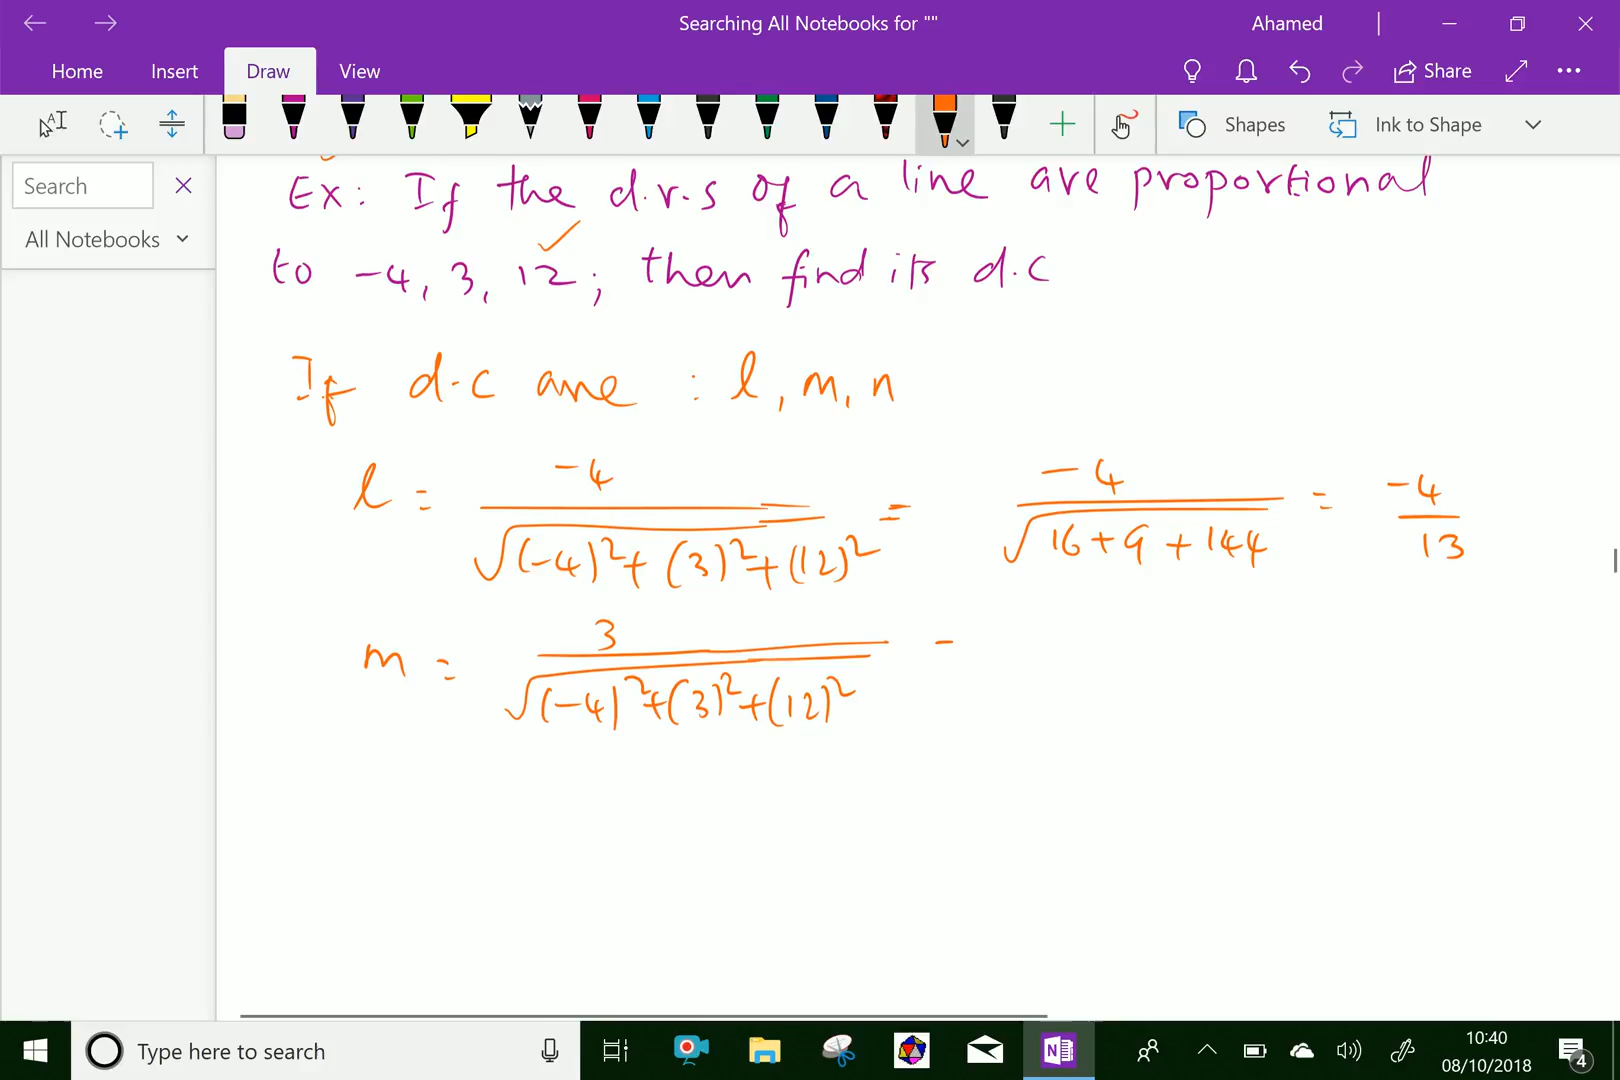 Searching All Notebooks for ""
Ahamed
Home Insert Draw View
Share
Shapes
Ink to Shape
Search
All Notebooks
Ex: If the d.r.s of a line are proportional
to -4, 3, 12; then find its d.c
If d.c are : l, m, n
l = -4 / √((-4)²+(3)²+(12)²) = -4 / √(16+9+144) = -4/13
m = 3 / √((-4)²+(3)²+(12)²) -
Type here to search
10:40
08/10/2018
4